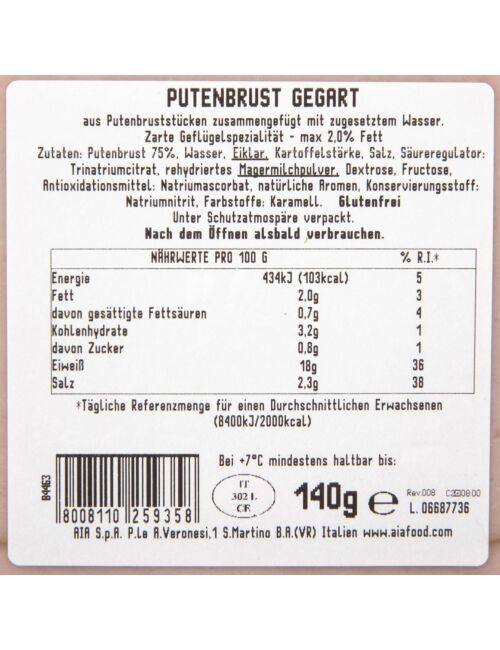 PUTENBRUST GEGART
aus Putenbruststücken zusammengefügt mit zugesetztem Wasser.
Zarte Geflügelspezialität - max 2,0% Fett
Zutaten: Putenbrust 75%, Wasser, Eiklar, Kartoffelstärke, Salz, Säureregulator:
Trinatriumcitrat, rehydriertes Magermilchpulver, Dextrose, Fructose,
Antioxidationsmittel: Natriumascorbat, natürliche Aromen, Konservierungsstoff:
Natriumnitrit, Farbstoffe: Karamell. Glutenfrei
Unter Schutzatmospäre verpackt.
Nach dem Öffnen alsbald verbrauchen.
NÄHRWERTE PRO 100 G % R.I.*
Energie 434kJ (103kcal) 5
Fett 2,0g 3
davon gesättigte Fettsäuren 0,7g 4
Kohlenhydrate 3,2g 1
davon Zucker 0,8g 1
Eiweiß 18g 36
Salz 2,3g 38
*Tägliche Referenzmenge für einen Durchschnittlichen Erwachsenen
(8400kJ/2000kcal)
Bei +7°C mindestens haltbar bis:
B4463
IT
302 L
CE
140g e
Rev.008
L. 06687736
8008110 259358
AIA S.p.A. P.le A.Veronesi,1 S.Martino B.A.(VR) Italien www.aiafood.com